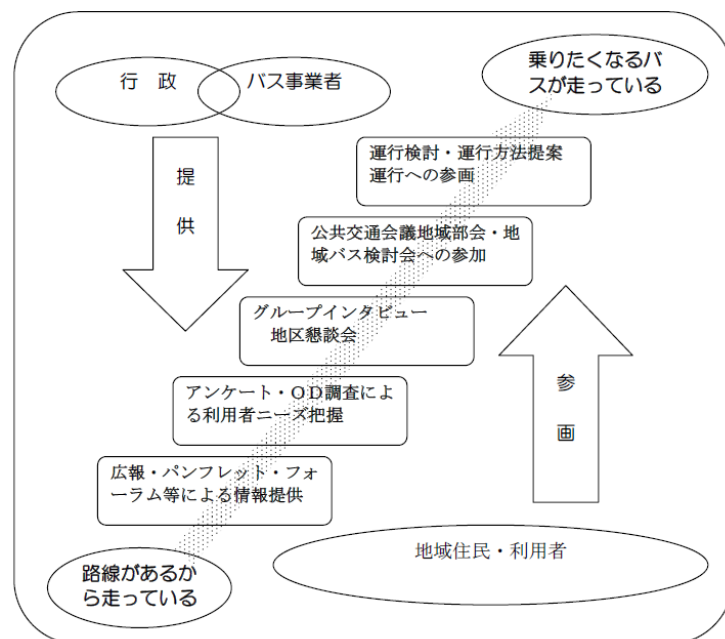 行　政
バス事業者
乗りたくなるバ
スが走っている
提
供
運行検討・運行方法提案
運行への参画
公共交通会議地域部会・地
域バス検討会への参加
グループインタビュー
地区懇談会
アンケート・ＯＤ調査によ
る利用者ニーズ把握
参
画
広報・パンフレット・フォ
ーラム等による情報提供
地域住民・利用者
路線があるか
ら走っている